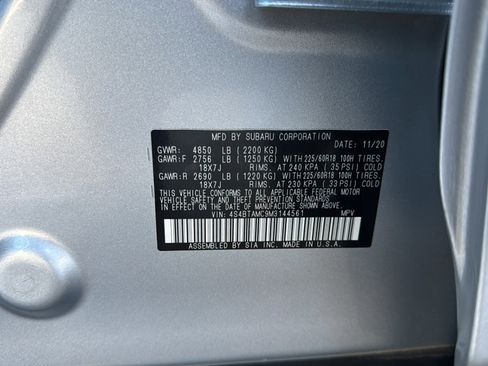 MFD BY SUBARU CORPORATION
DATE: 11/20
GVWR: 4850 LB (2200 KG)
GAWR:F 2756 LB (1250 KG) WITH 225/60R18 100H TIRES,
18X7J RIMS, AT 240 KPA (35 PSI) COLD
GAWR:R 2690 LB (1220 KG) WITH 225/60R18 100H TIRES,
18X7J RIMS, AT 230 KPA (33 PSI) COLD
THIS VEHICLE CONFORMS TO ALL APPLICABLE FEDERAL MOTOR
VEHICLE SAFETY AND THEFT PREVENTION STANDARDS
IN EFFECT ON THE DATE OF MANUFACTURE SHOWN ABOVE.
VIN: 4S4BTAMC9M3144561 MPV
ASSEMBLED BY SIA INC. MADE IN U.S.A.